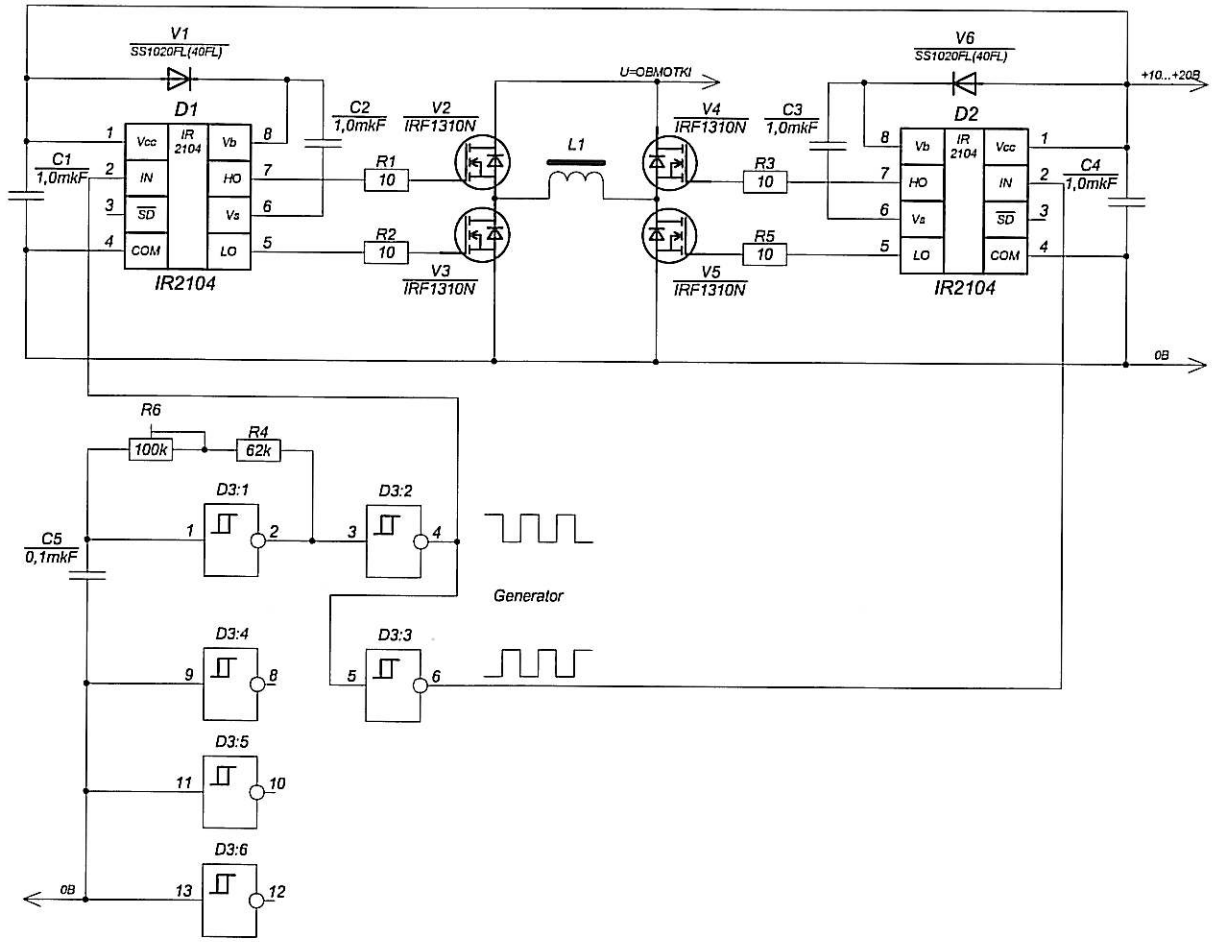 V1
SS1020FL(40FL)
V6
SS1020FL(40FL)
U=OBMOTKI
+10...+20B
D1
C2
1,0mkF
V2
IRF1310N
V4
IRF1310N
C3
1,0mkF
D2
1
Vcc
IR
2104
Vb
8
8
Vb
IR
2104
Vcc
1
L1
C1
1,0mkF
2
IN
HO
7
R1
10
R3
10
7
HO
IN
2
C4
1,0mkF
3
SD
Vs
6
6
Vs
SD
3
4
COM
LO
5
R2
10
R5
10
5
LO
COM
4
IR2104
V3
IRF1310N
V5
IRF1310N
IR2104
0B
R6
100k
R4
62k
D3:1
D3:2
1
2
3
4
C5
0,1mkF
Generator
D3:4
D3:3
9
8
5
6
D3:5
11
10
D3:6
0B
13
12